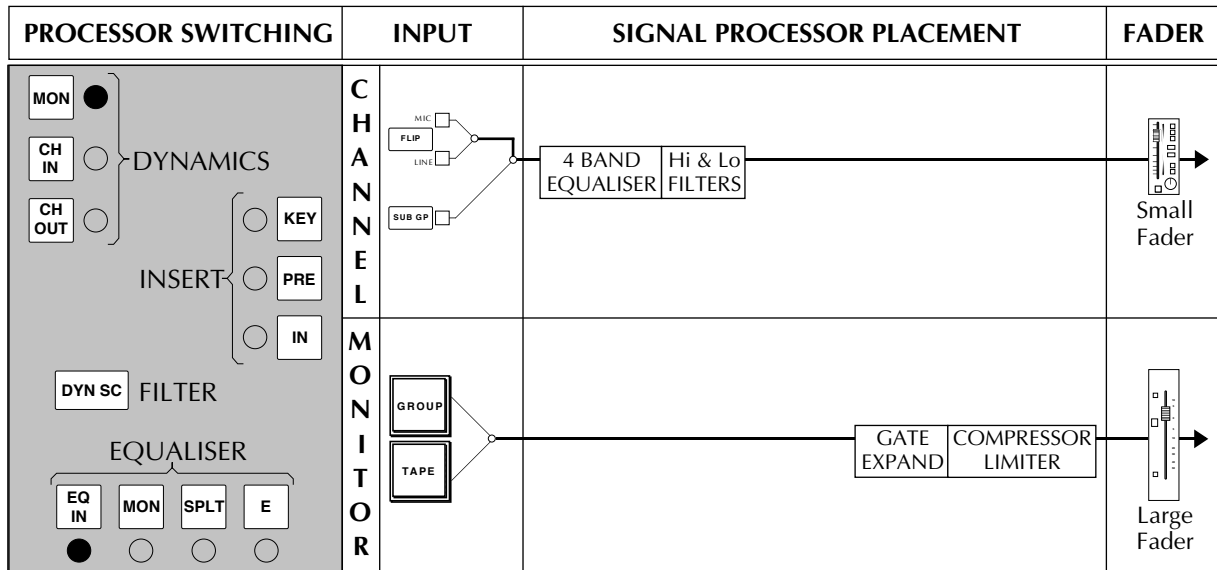 PROCESSOR SWITCHING
INPUT
SIGNAL PROCESSOR PLACEMENT
FADER
MON
CH
IN
CH
OUT
DYNAMICS
INSERT
KEY
PRE
IN
DYN SC
FILTER
EQUALISER
EQ
IN
MON
SPLT
E
CHANNEL
MIC
FLIP
LINE
SUB GP
4 BAND
EQUALISER
Hi & Lo
FILTERS
Small
Fader
MONITOR
GROUP
TAPE
GATE
EXPAND
COMPRESSOR
LIMITER
Large
Fader